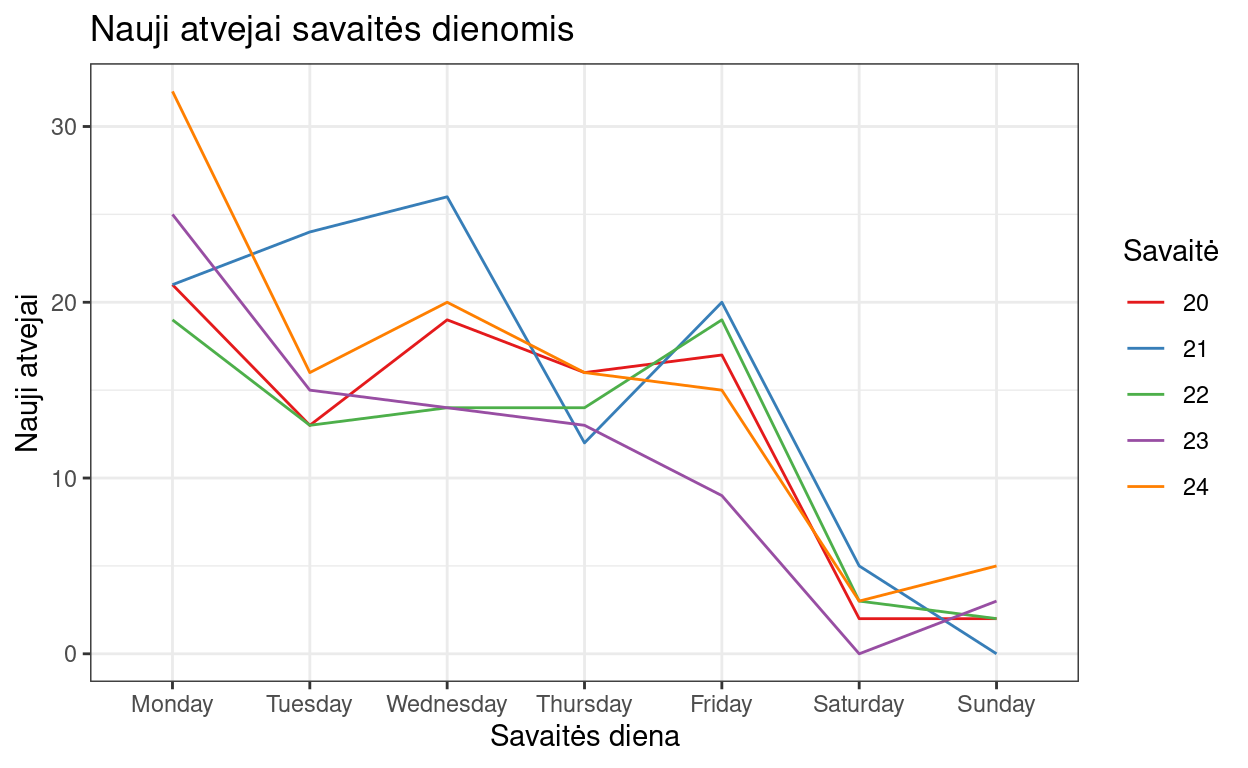 Nauji atvejai savaitės dienomis
Nauji atvejai
30
20
10
0
Monday Tuesday Wednesday Thursday Friday Saturday Sunday
Savaitės diena
Savaitė
20
21
22
23
24